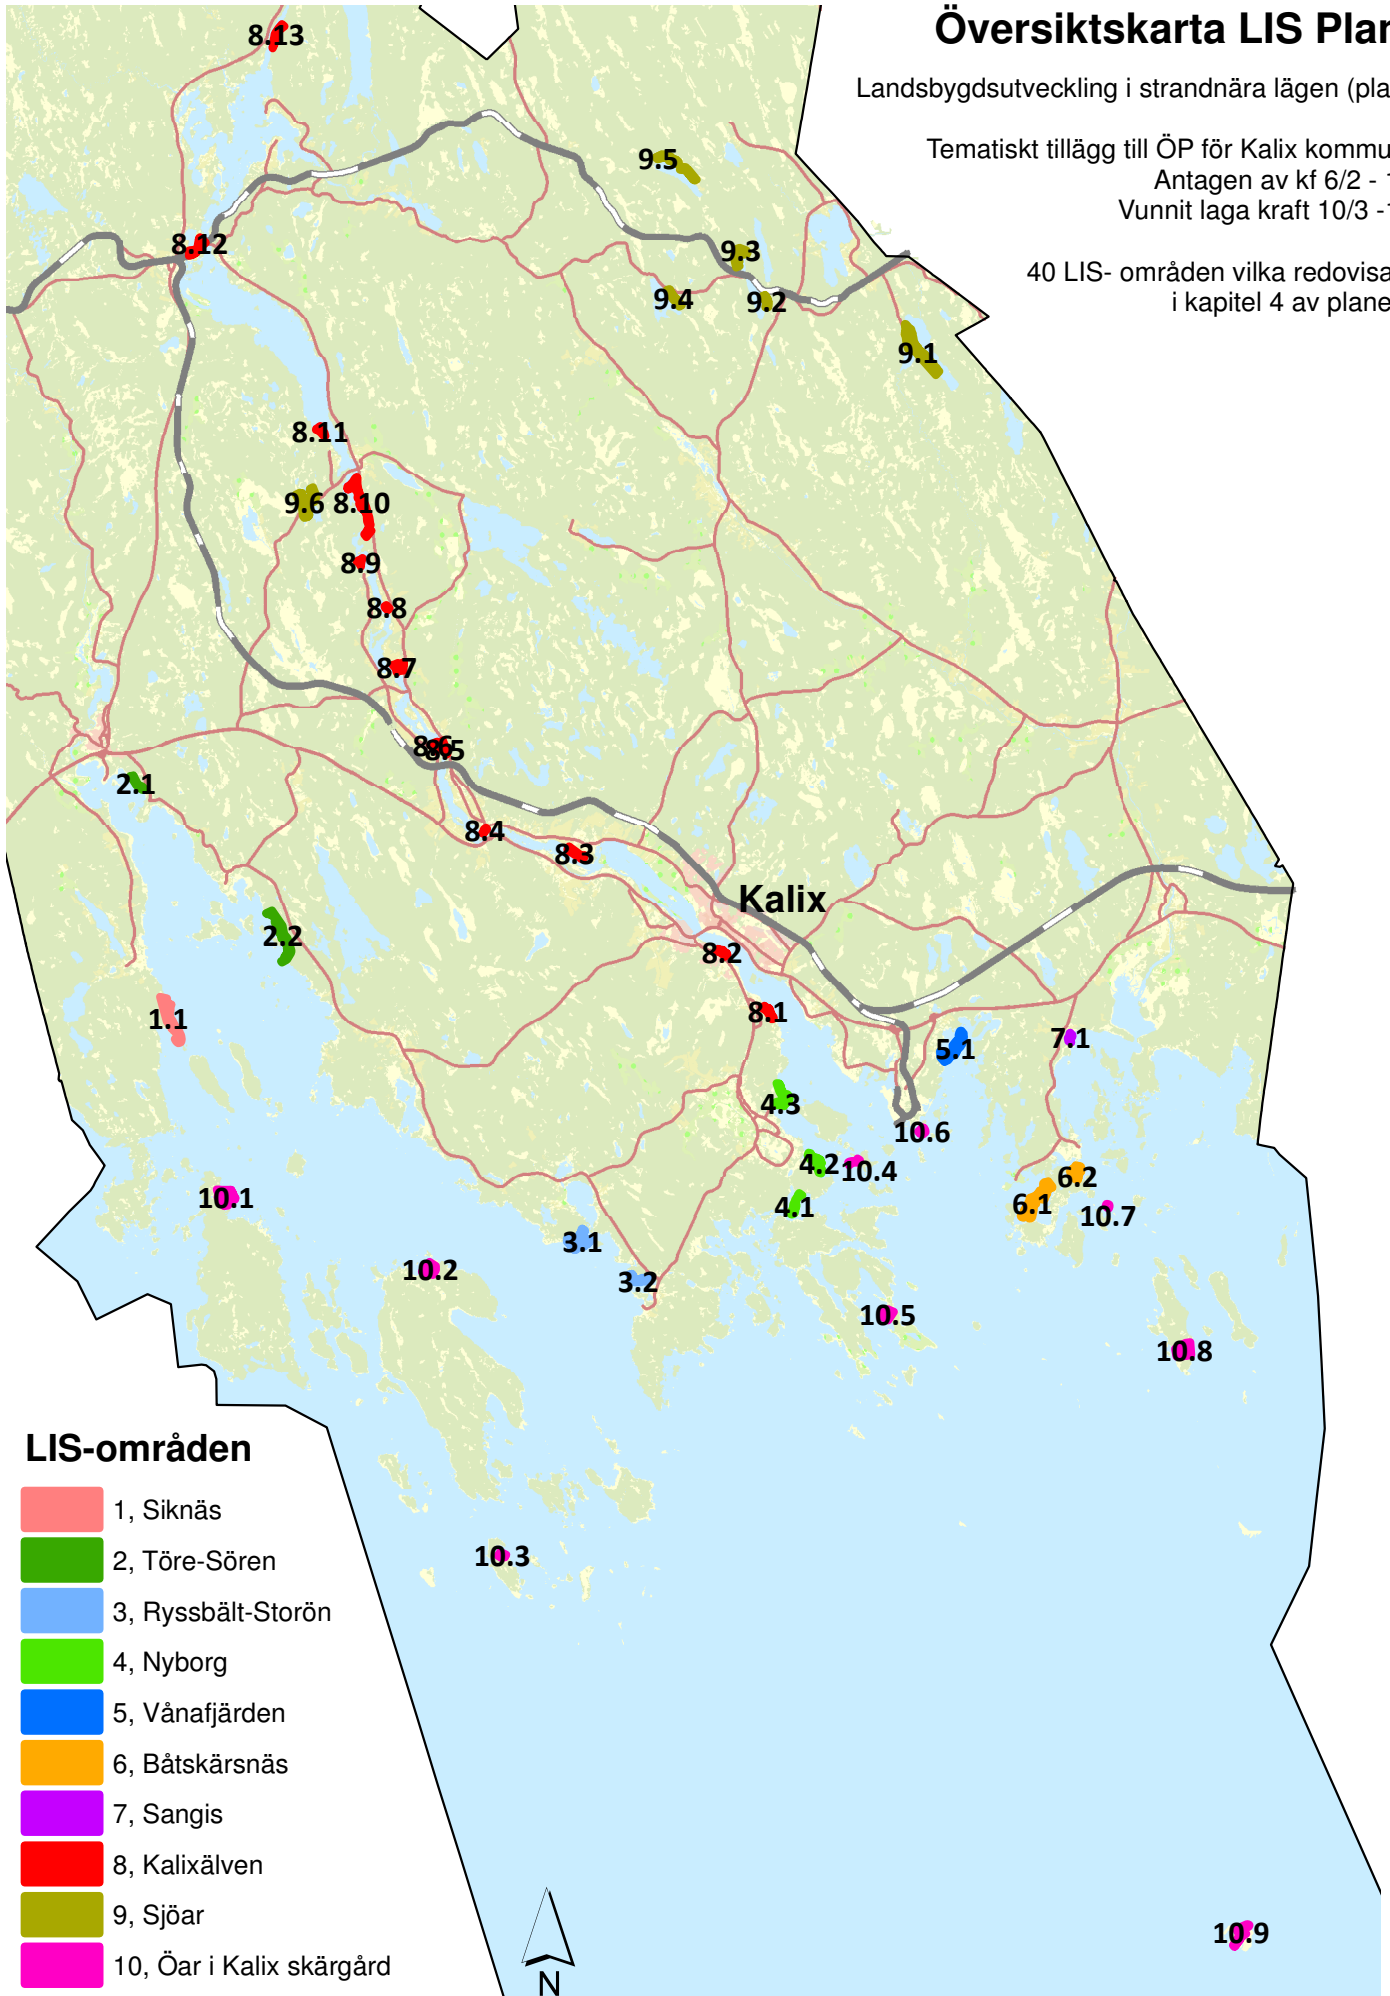 Översiktskarta LIS Plan
Landsbygdsutveckling i strandnära lägen (pla
Tematiskt tillägg till ÖP för Kalix kommu
Antagen av kf 6/2 - 1
Vunnit laga kraft 10/3 -1
40 LIS- områden vilka redovisa
i kapitel 4 av plane
8.13
9.5
8.12
9.3
9.4
9.2
9.1
8.11
9.6
8.10
8.9
8.8
8.7
8.6
8.5
2.1
8.4
8.3
Kalix
2.2
8.2
1.1
8.1
5.1
7.1
4.3
10.6
4.2
10.4
6.2
10.1
4.1
6.1
10.7
3.1
10.2
3.2
10.5
10.8
10.3
10.9
LIS-områden
1, Siknäs
2, Töre-Sören
3, Ryssbält-Storön
4, Nyborg
5, Vånafjärden
6, Båtskärsnäs
7, Sangis
8, Kalixälven
9, Sjöar
10, Öar i Kalix skärgård
N